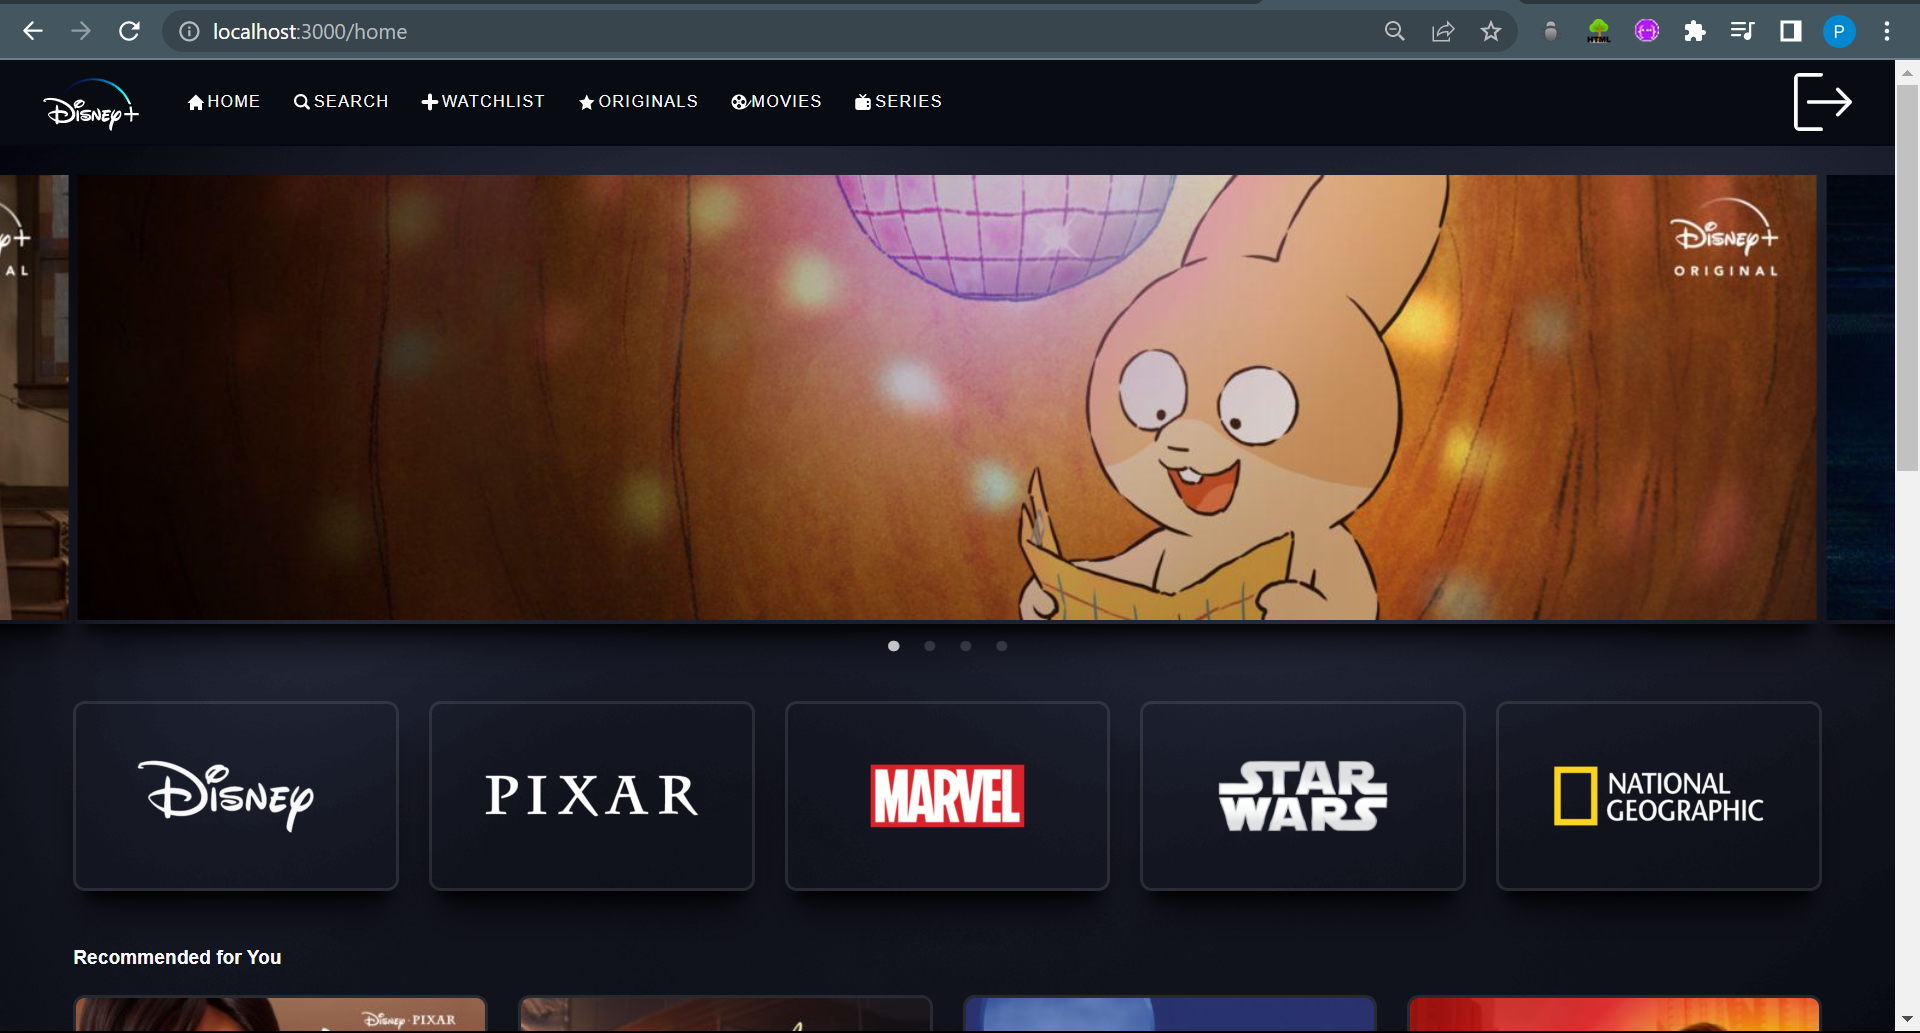 localhost:3000/home
HTML
P
Disney+
HOME
SEARCH
WATCHLIST
ORIGINALS
MOVIES
SERIES
AL
Disney+
ORIGINAL
Disney
PIXAR
MARVEL
STAR
WARS
NATIONAL
GEOGRAPHIC
Recommended for You
Disney · PIXAR